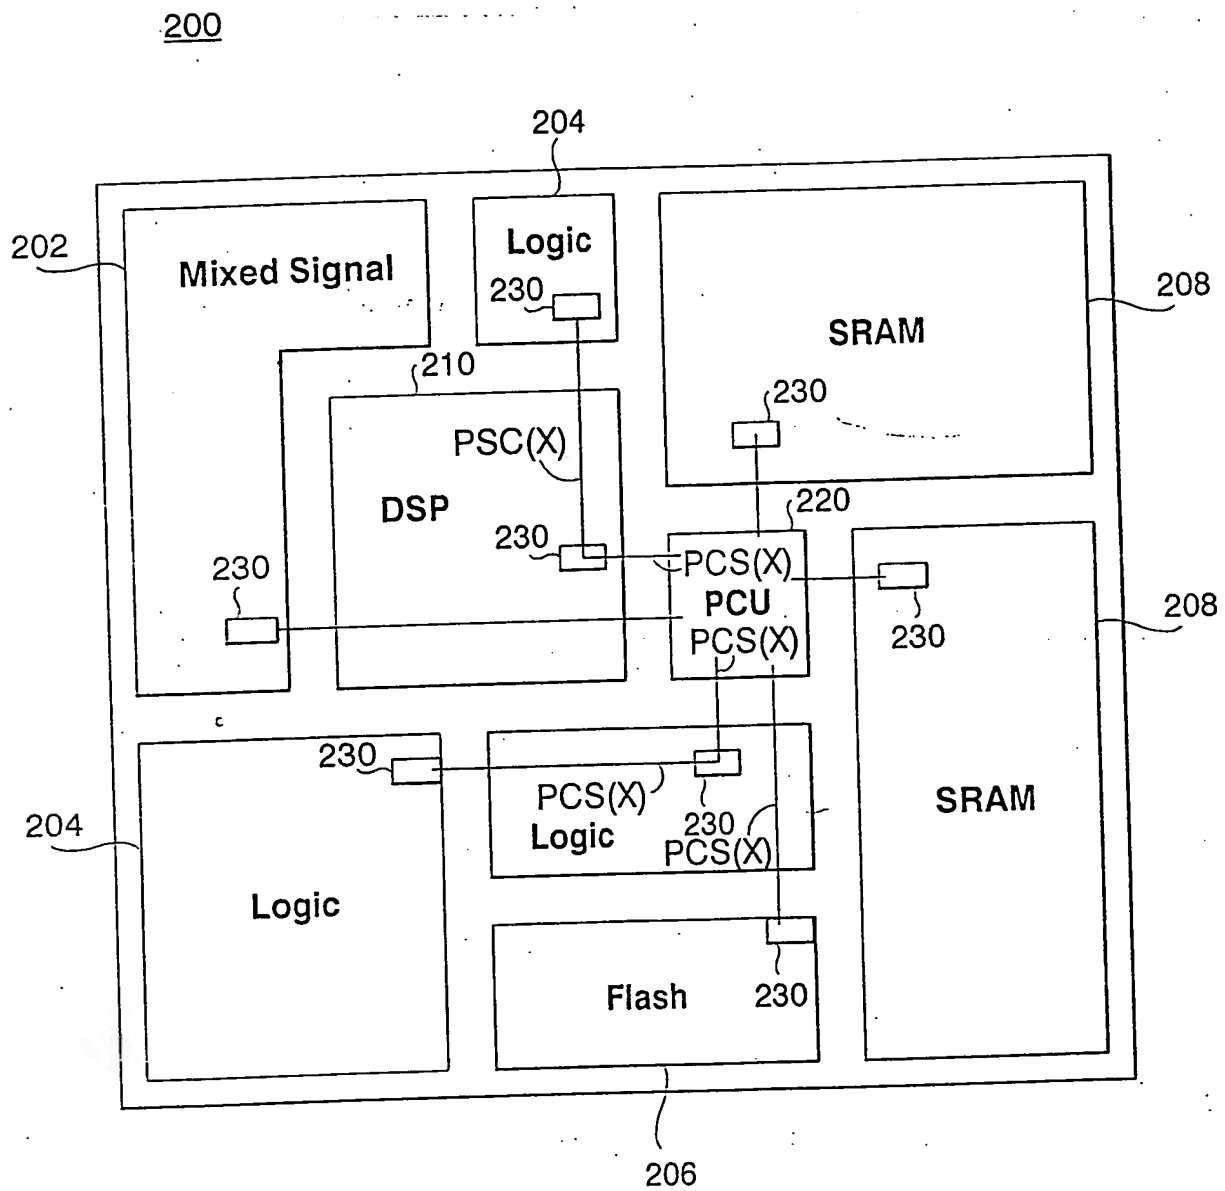 200
204
202
Mixed Signal
Logic
230
208
SRAM
210
230
PSC(X)
DSP
220
230
PCS(X)
230
PCU
208
230
PCS(X)
c
230
PCS(X)
SRAM
204
230
Logic
PCS(X)
Logic
Flash
230
206